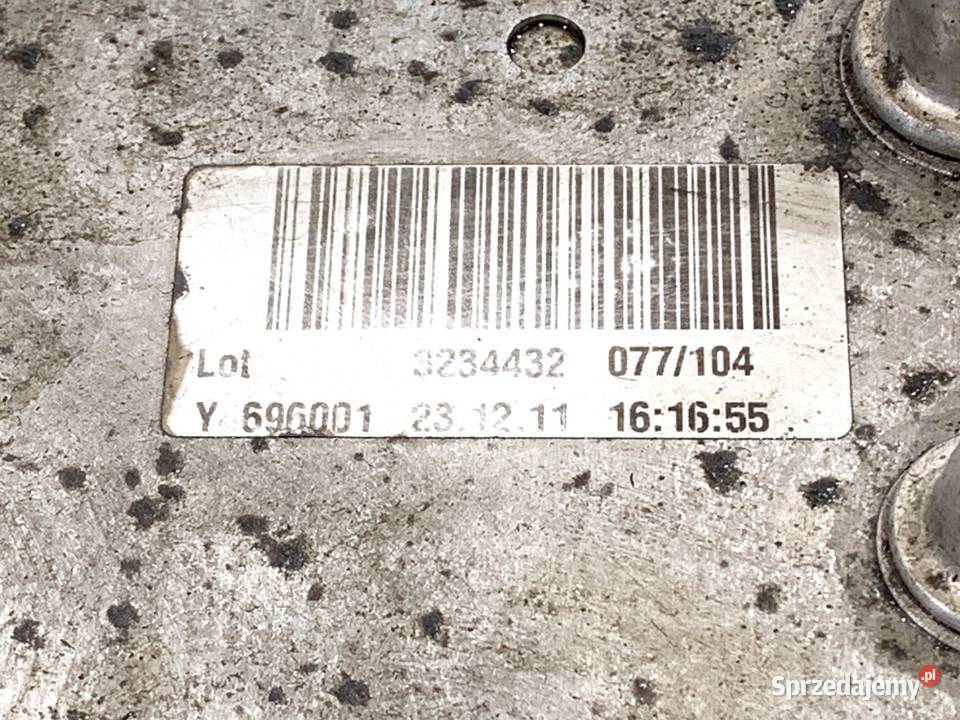 Lot 3234432 077/104
Y 696001 23.12.11 16:16:55
Sprzedajemy.pl